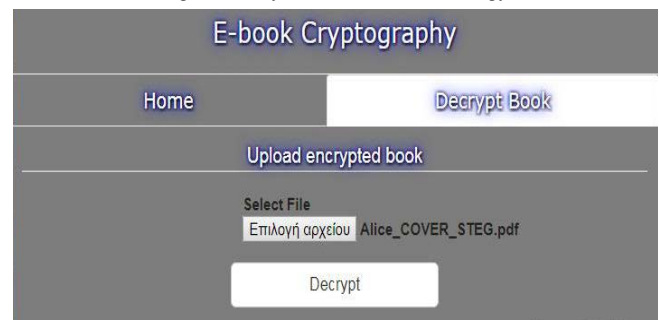 E-book Cryptography
Home Decrypt Book
Upload encrypted book
Select File
Επιλογή αρχείου Alice_COVER_STEG.pdf
Decrypt